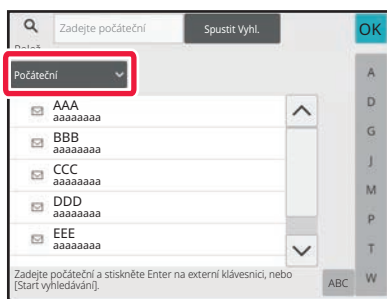 Zadejte počáteční
Spustit Vyhl.
OK
Počáteční
A
D
G
J
M
P
T
W
AAA
aaaaaaaa
BBB
aaaaaaaa
CCC
aaaaaaaa
DDD
aaaaaaaa
EEE
aaaaaaaa
Zadejte počáteční a stiskněte Enter na externí klávesnici, nebo
[Start vyhledávání].
ABC